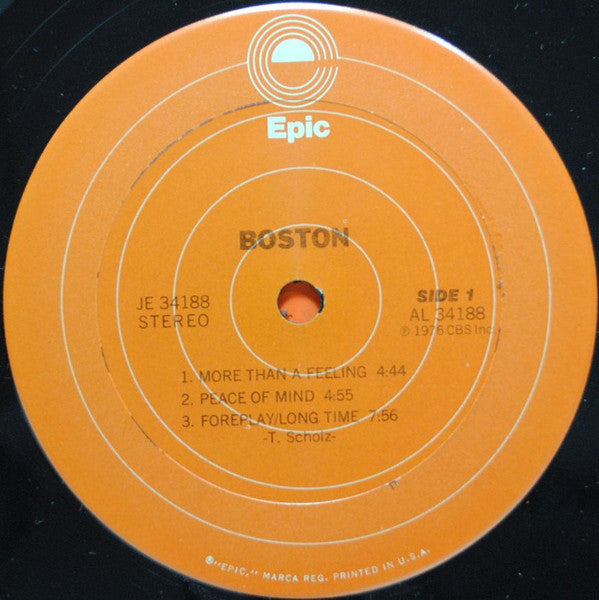 Epic
BOSTON
JE 34188
STEREO
SIDE 1
AL 34188
℗ 1976 CBS Inc.
1. MORE THAN A FEELING 4:44
2. PEACE OF MIND 4:55
3. FOREPLAY/LONG TIME 7:56
-T. Scholz-
®"EPIC," MARCA REG. PRINTED IN U.S.A.